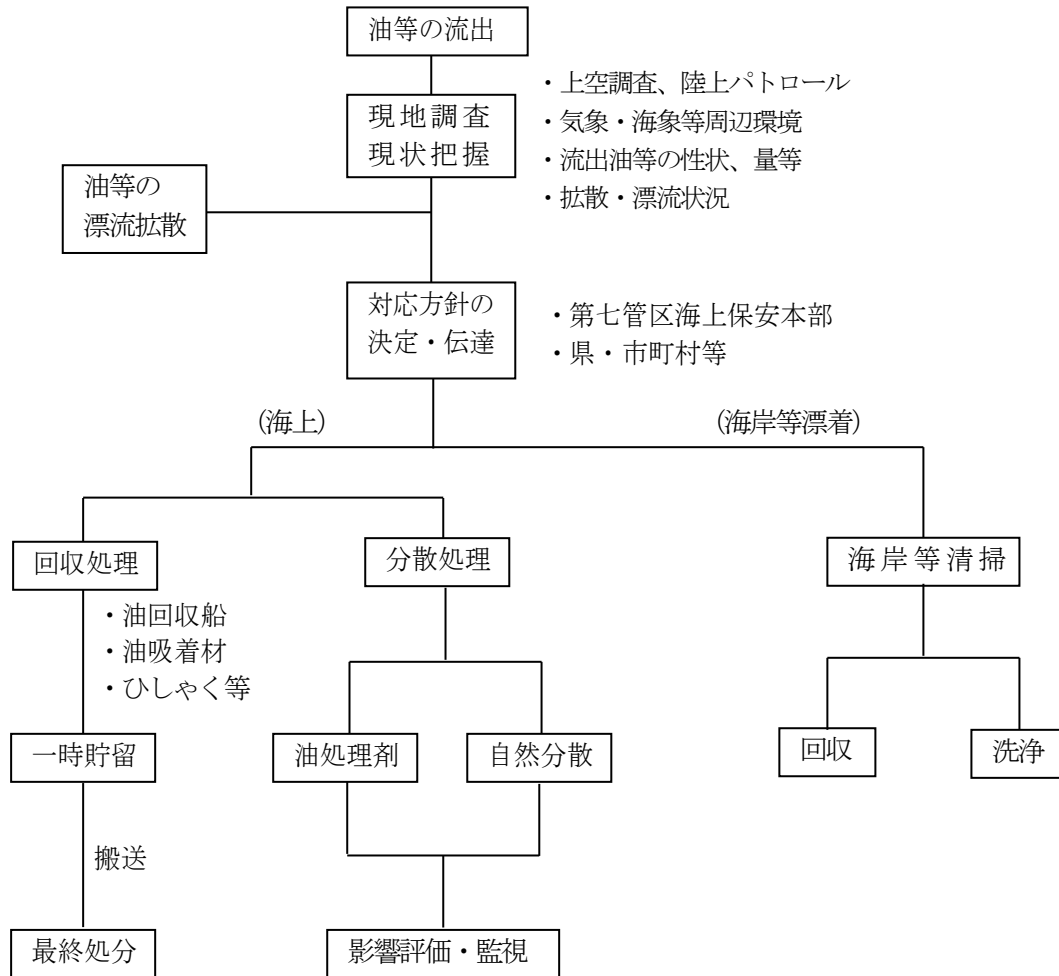 油等の流出
・上空調査、陸上パトロール
・気象・海象等周辺環境
・流出油等の性状、量等
・拡散・漂流状況
現地調査
現状把握
油等の
漂流拡散
対応方針の
決定・伝達
・第七管区海上保安本部
・県・市町村等
(海上)
(海岸等漂着)
回収処理
分散処理
海岸等清掃
・油回収船
・油吸着材
・ひしゃく等
一時貯留
油処理剤
自然分散
回収
洗浄
搬送
最終処分
影響評価・監視